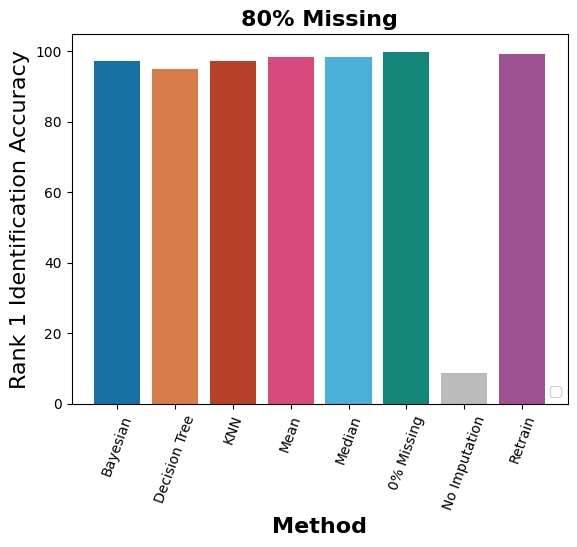 80% Missing
Rank 1 Identification Accuracy
100
80
60
40
20
0
Bayesian
Decision Tree
KNN
Mean
Median
0% Missing
No Imputation
Retrain
Method